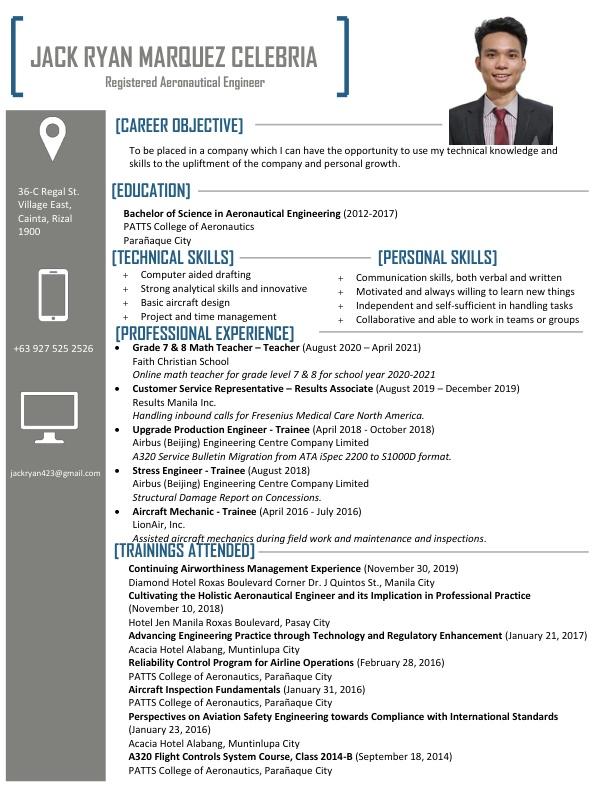 JACK RYAN MARQUEZ CELEBRIA
Registered Aeronautical Engineer
36-C Regal St.
Village East,
Cainta, Rizal
1900
+63 927 525 2526
jackryan423@gmail.com
[CAREER OBJECTIVE]
To be placed in a company which I can have the opportunity to use my technical knowledge and
skills to the upliftment of the company and personal growth.
[EDUCATION]
Bachelor of Science in Aeronautical Engineering (2012-2017)
PATTS College of Aeronautics
Parañaque City
[TECHNICAL SKILLS]
+ Computer aided drafting
+ Strong analytical skills and innovative
+ Basic aircraft design
+ Project and time management
[PERSONAL SKILLS]
+ Communication skills, both verbal and written
+ Motivated and always willing to learn new things
+ Independent and self-sufficient in handling tasks
+ Collaborative and able to work in teams or groups
[PROFESSIONAL EXPERIENCE]
• Grade 7 & 8 Math Teacher – Teacher (August 2020 – April 2021)
Faith Christian School
Online math teacher for grade level 7 & 8 for school year 2020-2021
• Customer Service Representative – Results Associate (August 2019 – December 2019)
Results Manila Inc.
Handling inbound calls for Fresenius Medical Care North America.
• Upgrade Production Engineer - Trainee (April 2018 - October 2018)
Airbus (Beijing) Engineering Centre Company Limited
A320 Service Bulletin Migration from ATA iSpec 2200 to S1000D format.
• Stress Engineer - Trainee (August 2018)
Airbus (Beijing) Engineering Centre Company Limited
Structural Damage Report on Concessions.
• Aircraft Mechanic - Trainee (April 2016 - July 2016)
LionAir, Inc.
Assisted aircraft mechanics during field work and maintenance and inspections.
[TRAININGS ATTENDED]
Continuing Airworthiness Management Experience (November 30, 2019)
Diamond Hotel Roxas Boulevard Corner Dr. J Quintos St., Manila City
Cultivating the Holistic Aeronautical Engineer and its Implication in Professional Practice
(November 10, 2018)
Hotel Jen Manila Roxas Boulevard, Pasay City
Advancing Engineering Practice through Technology and Regulatory Enhancement (January 21, 2017)
Acacia Hotel Alabang, Muntinlupa City
Reliability Control Program for Airline Operations (February 28, 2016)
PATTS College of Aeronautics, Parañaque City
Aircraft Inspection Fundamentals (January 31, 2016)
PATTS College of Aeronautics, Parañaque City
Perspectives on Aviation Safety Engineering towards Compliance with International Standards
(January 23, 2016)
Acacia Hotel Alabang, Muntinlupa City
A320 Flight Controls System Course, Class 2014-B (September 18, 2014)
PATTS College of Aeronautics, Parañaque City